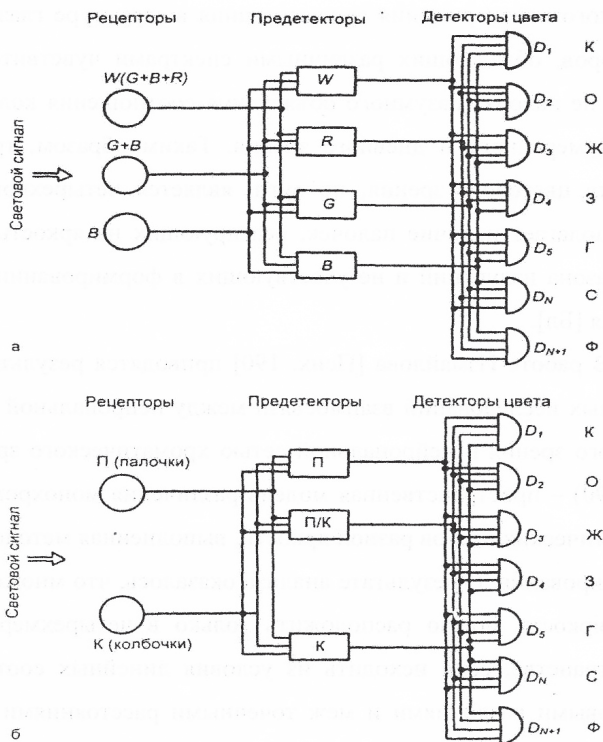 Рецепторы Предетекторы Детекторы цвета
W(G+B+R)
G+B
B
Световой сигнал
W
R
G
B
D1 К
D2 О
D3 Ж
D4 З
D5 Г
DN С
DN+1 Ф
а
Рецепторы Предетекторы Детекторы цвета
П (палочки)
К (колбочки)
Световой сигнал
П
П/К
К
D1 К
D2 О
D3 Ж
D4 З
D5 Г
DN С
DN+1 Ф
б